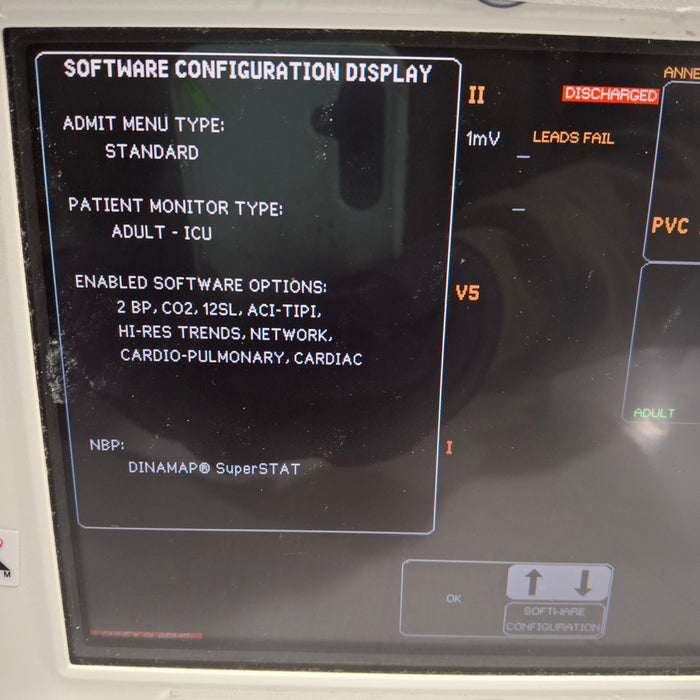 SOFTWARE CONFIGURATION DISPLAY
ADMIT MENU TYPE:
STANDARD
PATIENT MONITOR TYPE:
ADULT - ICU
ENABLED SOFTWARE OPTIONS:
2 BP, CO2, 12SL, ACI-TIPI,
HI-RES TRENDS, NETWORK,
CARDIO-PULMONARY, CARDIAC
NBP:
DINAMAP® SuperSTAT
II
DISCHARGED
1mV
LEADS FAIL
V5
I
ANNE
PVC
ADULT
OK
SOFTWARE
CONFIGURATION
ALARMS:
M